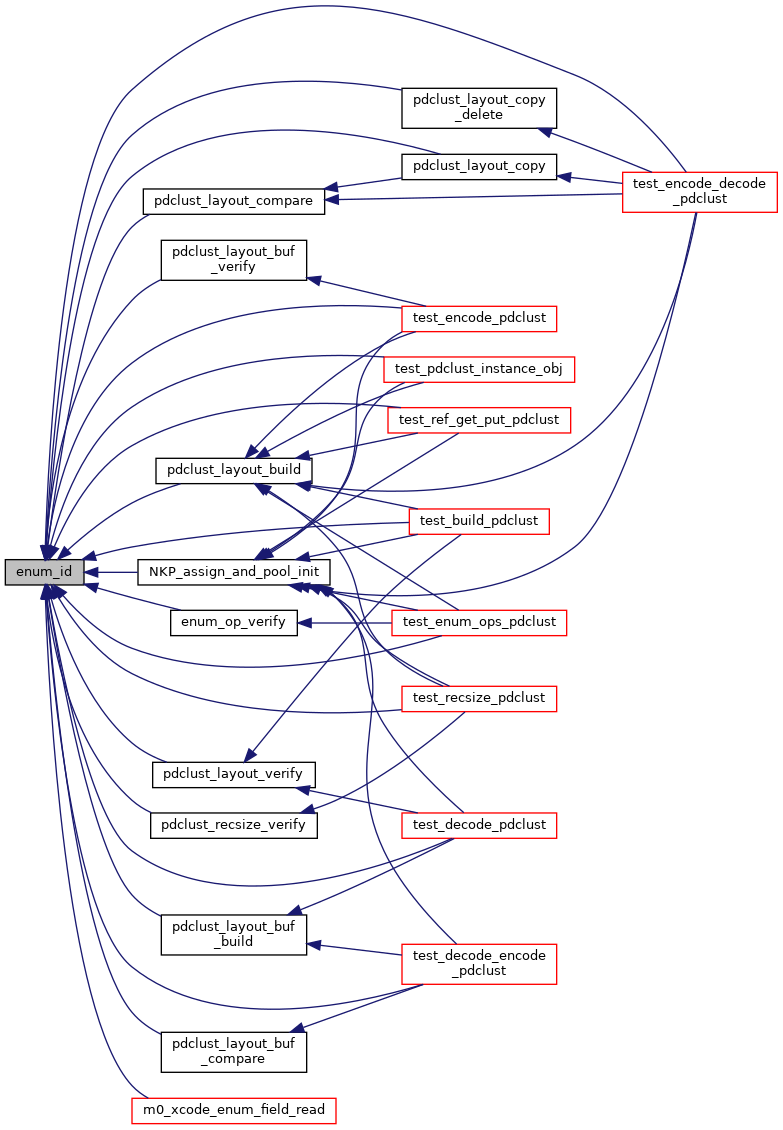 pdclust_layout_copy
_delete
pdclust_layout_copy
test_encode_decode
_pdclust
pdclust_layout_compare
pdclust_layout_buf
_verify
test_encode_pdclust
test_pdclust_instance_obj
test_ref_get_put_pdclust
pdclust_layout_build
test_build_pdclust
enum_id
NKP_assign_and_pool_init
enum_op_verify
test_enum_ops_pdclust
test_recsize_pdclust
pdclust_layout_verify
pdclust_recsize_verify
test_decode_pdclust
pdclust_layout_buf
_build
test_decode_encode
_pdclust
pdclust_layout_buf
_compare
m0_xcode_enum_field_read